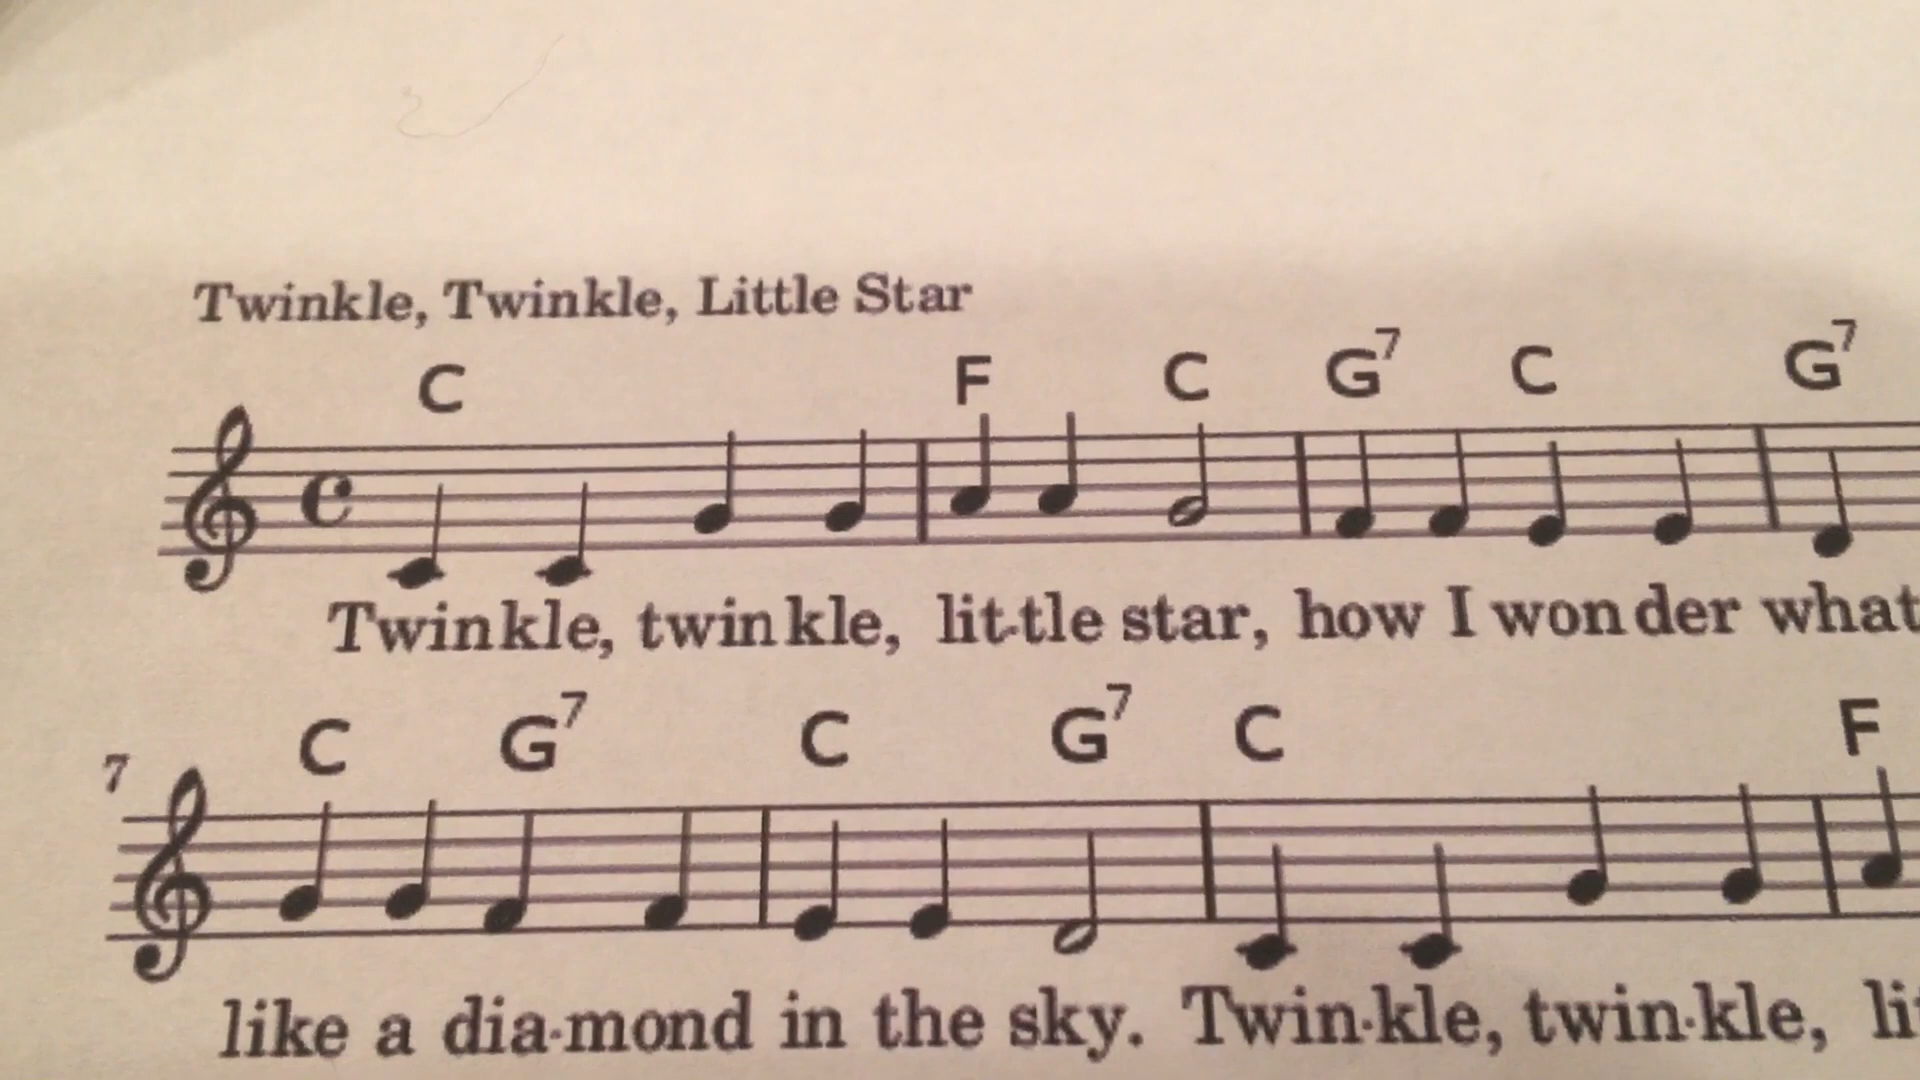 Twinkle, Twinkle, Little Star
C F C G7 C G7
Twinkle, twinkle, lit-tle star, how I wonder what
C G7 C G7 C F
7
like a dia-mond in the sky. Twin-kle, twin-kle,